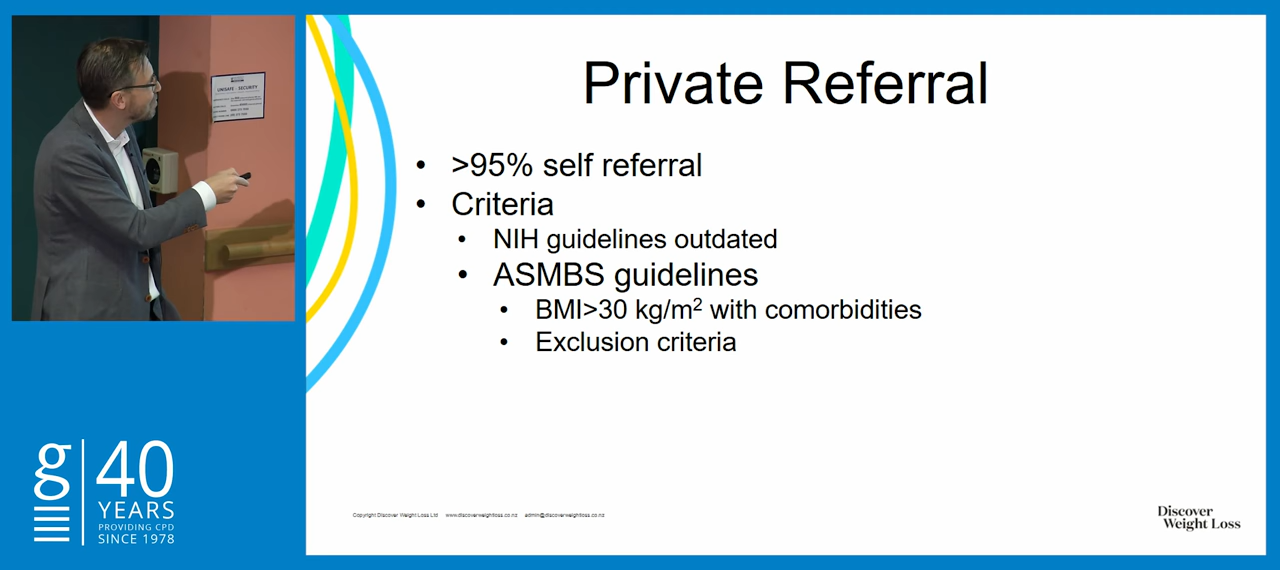 UNISAFE - SECURITY
Private Referral
• >95% self referral
• Criteria
• NIH guidelines outdated
• ASMBS guidelines
• BMI>30 kg/m² with comorbidities
• Exclusion criteria
g 40
YEARS
PROVIDING CPD
SINCE 1978
Copyright Discover Weight Loss Ltd www.discoverweightloss.co.nz admin@discoverweightloss.co.nz
Discover
Weight Loss